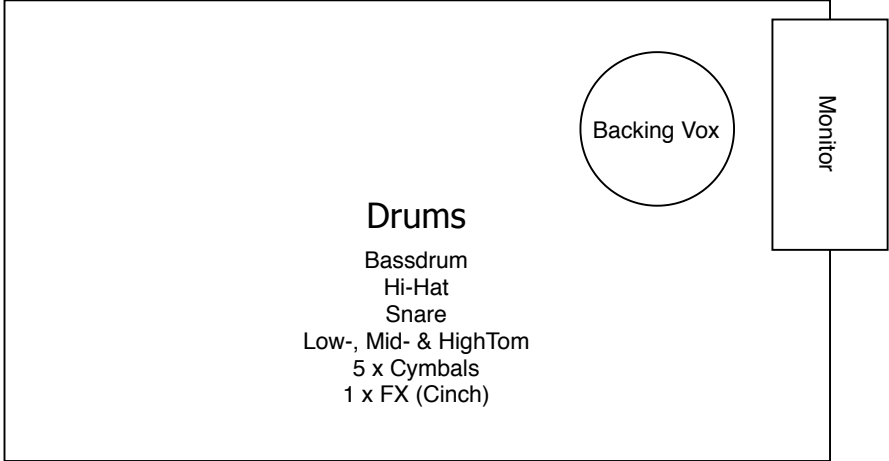 Backing Vox
Monitor
Drums
Bassdrum
Hi-Hat
Snare
Low-, Mid- & HighTom
5 x Cymbals
1 x FX (Cinch)